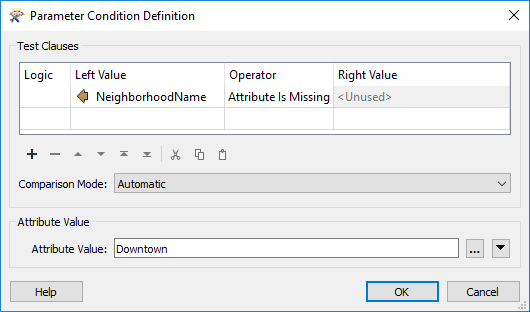 Parameter Condition Definition
Test Clauses
Logic Left Value Operator Right Value
NeighborhoodName Attribute Is Missing <Unused>
Comparison Mode: Automatic
Attribute Value
Attribute Value: Downtown ...
Help OK Cancel